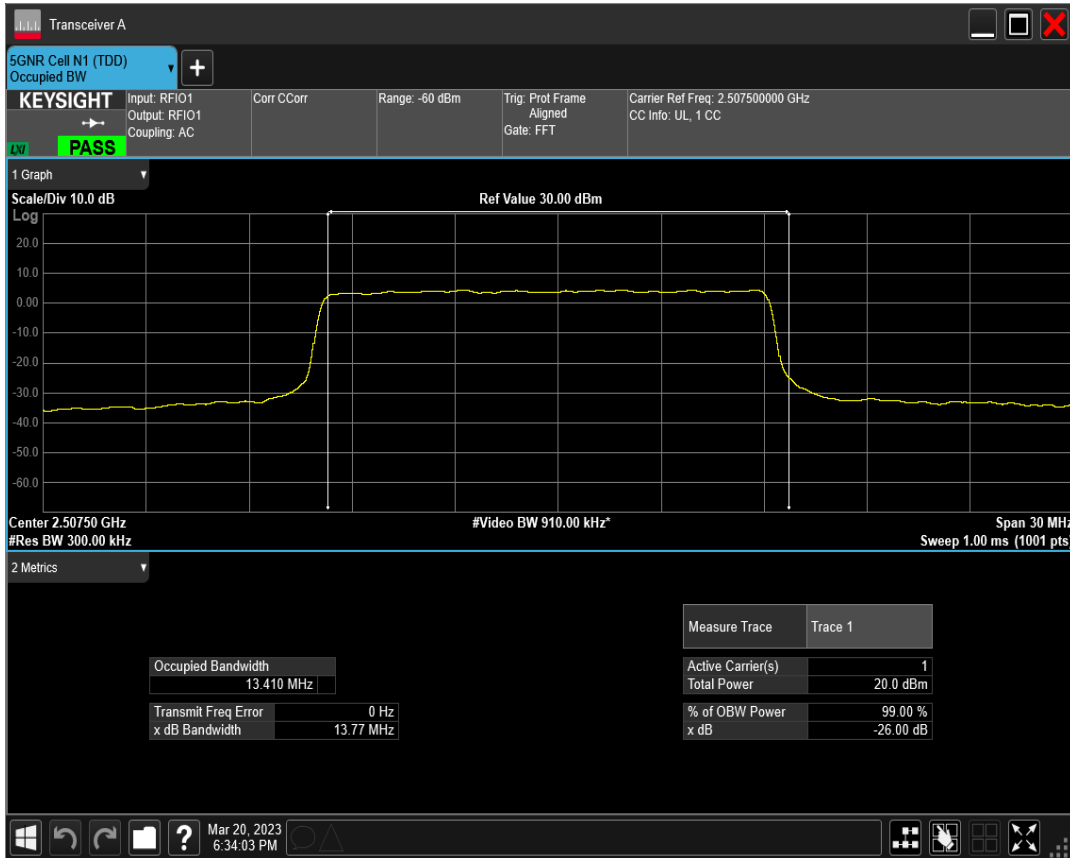 Transceiver A
5GNR Cell N1 (TDD)
Occupied BW
+
KEYSIGHT
LXI
PASS
Input: RFIO1
Output: RFIO1
Coupling: AC
Corr CCorr
Range: -60 dBm
Trig: Prot Frame
Aligned
Gate: FFT
Carrier Ref Freq: 2.507500000 GHz
CC Info: UL, 1 CC
1 Graph
Scale/Div 10.0 dB
Ref Value 30.00 dBm
Log
20.0
10.0
0.00
-10.0
-20.0
-30.0
-40.0
-50.0
-60.0
Center 2.50750 GHz
#Video BW 910.00 kHz*
Span 30 MHz
#Res BW 300.00 kHz
Sweep 1.00 ms (1001 pts)
2 Metrics
Measure Trace Trace 1
Occupied Bandwidth
13.410 MHz
Transmit Freq Error 0 Hz
x dB Bandwidth 13.77 MHz
Active Carrier(s) 1
Total Power 20.0 dBm
% of OBW Power 99.00 %
x dB -26.00 dB
?
Mar 20, 2023
6:34:03 PM